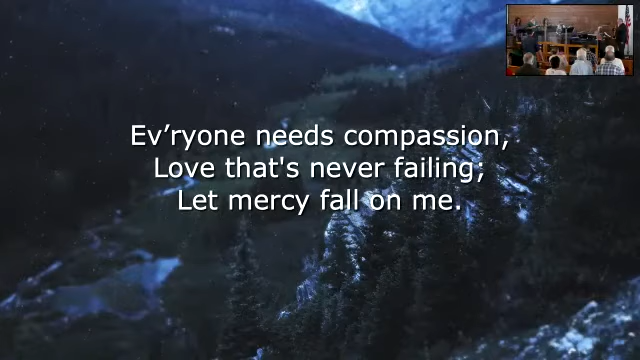 Ev’ryone needs compassion,
Love that's never failing;
Let mercy fall on me.